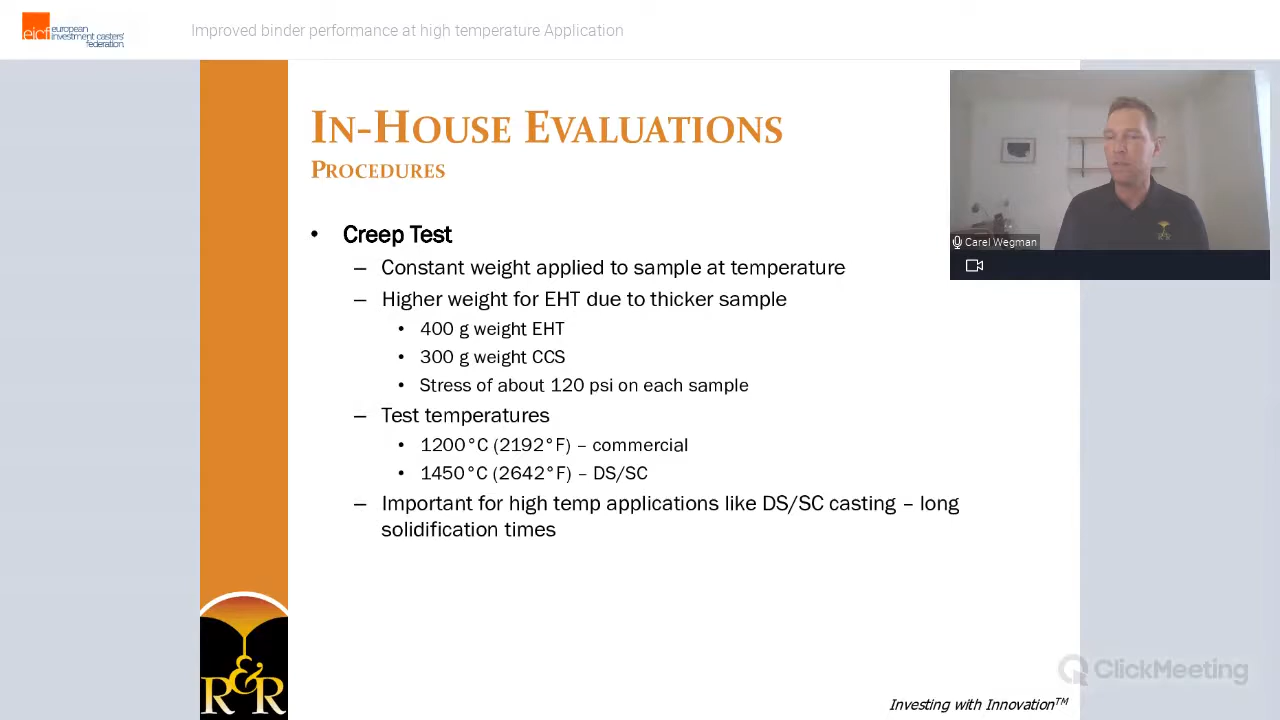 eicf european
investment casters'
federation.
Improved binder performance at high temperature Application
IN-HOUSE EVALUATIONS
PROCEDURES
• Creep Test
– Constant weight applied to sample at temperature
– Higher weight for EHT due to thicker sample
• 400 g weight EHT
• 300 g weight CCS
• Stress of about 120 psi on each sample
– Test temperatures
• 1200°C (2192°F) – commercial
• 1450°C (2642°F) – DS/SC
– Important for high temp applications like DS/SC casting – long
solidification times
Carel Wegman
R&R
R&R
ClickMeeting
Investing with Innovation™